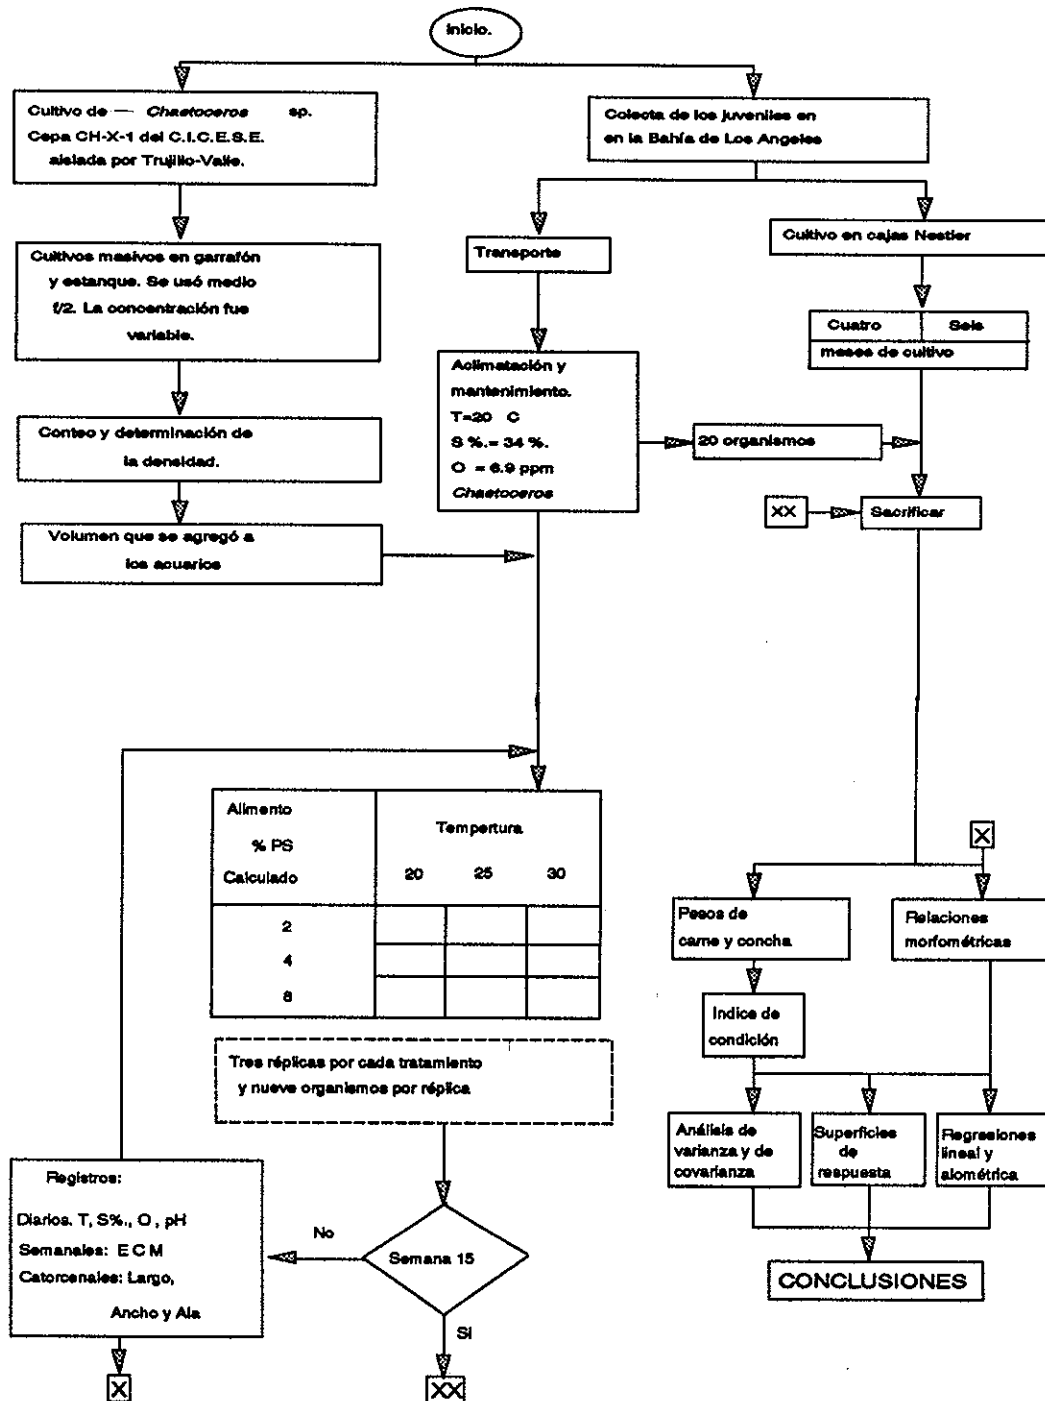 Inicio.
Cultivo de — Chaetoceros sp.
Cepa CH-X-1 del C.I.C.E.S.E.
aislada por Trujillo-Valle.
Colecta de los juveniles en
en la Bahía de Los Angeles
Cultivos masivos en garrafón
y estanque. Se usó medio
f/2. La concentración fue
variable.
Transporte
Cultivo en cajas Nestier
Cuatro Seis
meses de cultivo
Aclimatación y
mantenimiento.
T=20 C
S %.= 34 %.
O = 6.9 ppm
Chaetoceros
20 organismos
Conteo y determinación de
la densidad.
XX
Sacrificar
Volumen que se agregó a
los acuarios
Alimento
% PS
Calculado
Tempertura
20 25 30
2
4
8
X
Pesos de
carne y concha
Relaciones
morfométricas
Indice de
condición
Tres réplicas por cada tratamiento
y nueve organismos por réplica
Análisis de
varianza y de
covarianza
Superficies
de
respuesta
Regresiones
lineal y
alométrica
Registros:
Diarios. T, S%., O , pH
Semanales: E C M
Catorcenales: Largo,
Ancho y Ala
No
Semana 15
Si
CONCLUSIONES
X
XX